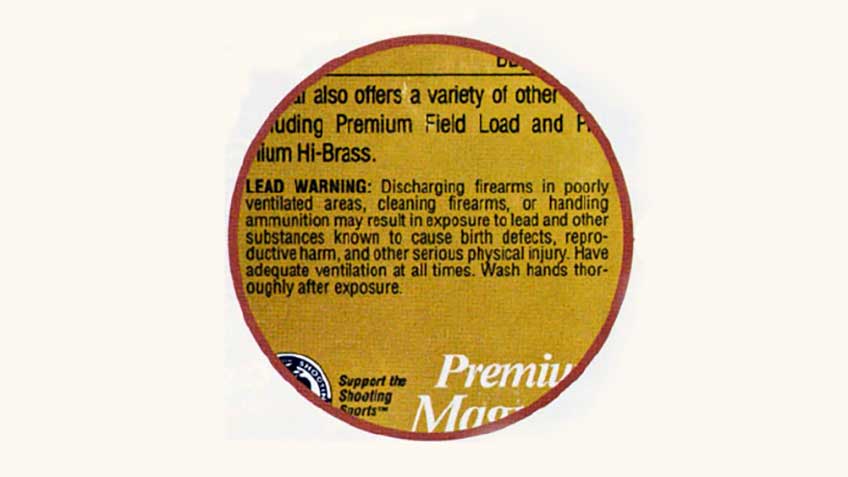 also offers a variety of other
Premium Field Load and
Hi-Brass.
LEAD WARNING: Discharging firearms in poorly
ventilated areas, cleaning firearms, or handling
ammunition may result in exposure to lead and other
substances known to cause birth defects, repro-
ductive harm, and other serious physical injury. Have
adequate ventilation at all times. Wash hands thor-
oughly after exposure.
Support the
Shooting
Sports™
Premiu
Mag